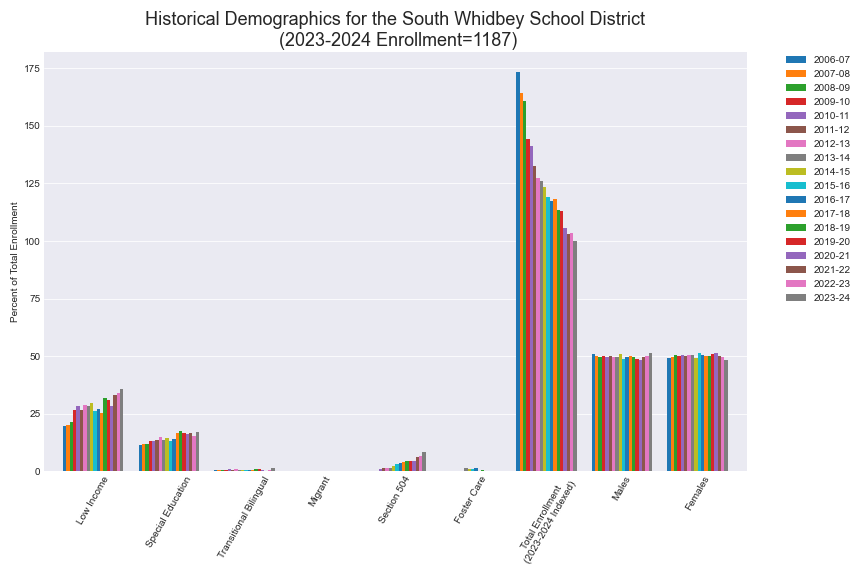 Historical Demographics for the South Whidbey School District
(2023-2024 Enrollment=1187)
Percent of Total Enrollment
175
150
125
100
75
50
25
0
Low Income
Special Education
Transitional Bilingual
Migrant
Section 504
Foster Care
Total Enrollment
(2023-2024 Indexed)
Males
Females
2006-07
2007-08
2008-09
2009-10
2010-11
2011-12
2012-13
2013-14
2014-15
2015-16
2016-17
2017-18
2018-19
2019-20
2020-21
2021-22
2022-23
2023-24